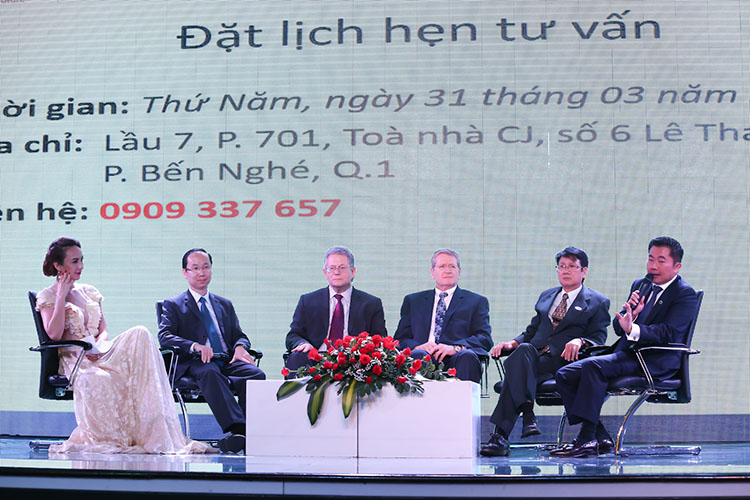 Đặt lịch hẹn tư vấn
ời gian: Thứ Năm, ngày 31 tháng 03 năm
a chỉ: Lầu 7, P. 701, Toà nhà CJ, số 6 Lê Tha
P. Bến Nghé, Q.1
ên hệ: 0909 337 657